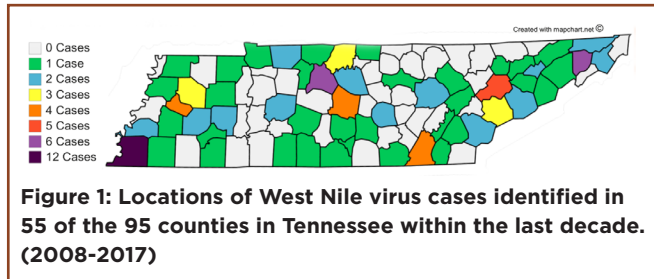 Created with mapchart.net ©
0 Cases
1 Case
2 Cases
3 Cases
4 Cases
5 Cases
6 Cases
12 Cases
Figure 1: Locations of West Nile virus cases identified in
55 of the 95 counties in Tennessee within the last decade.
(2008-2017)